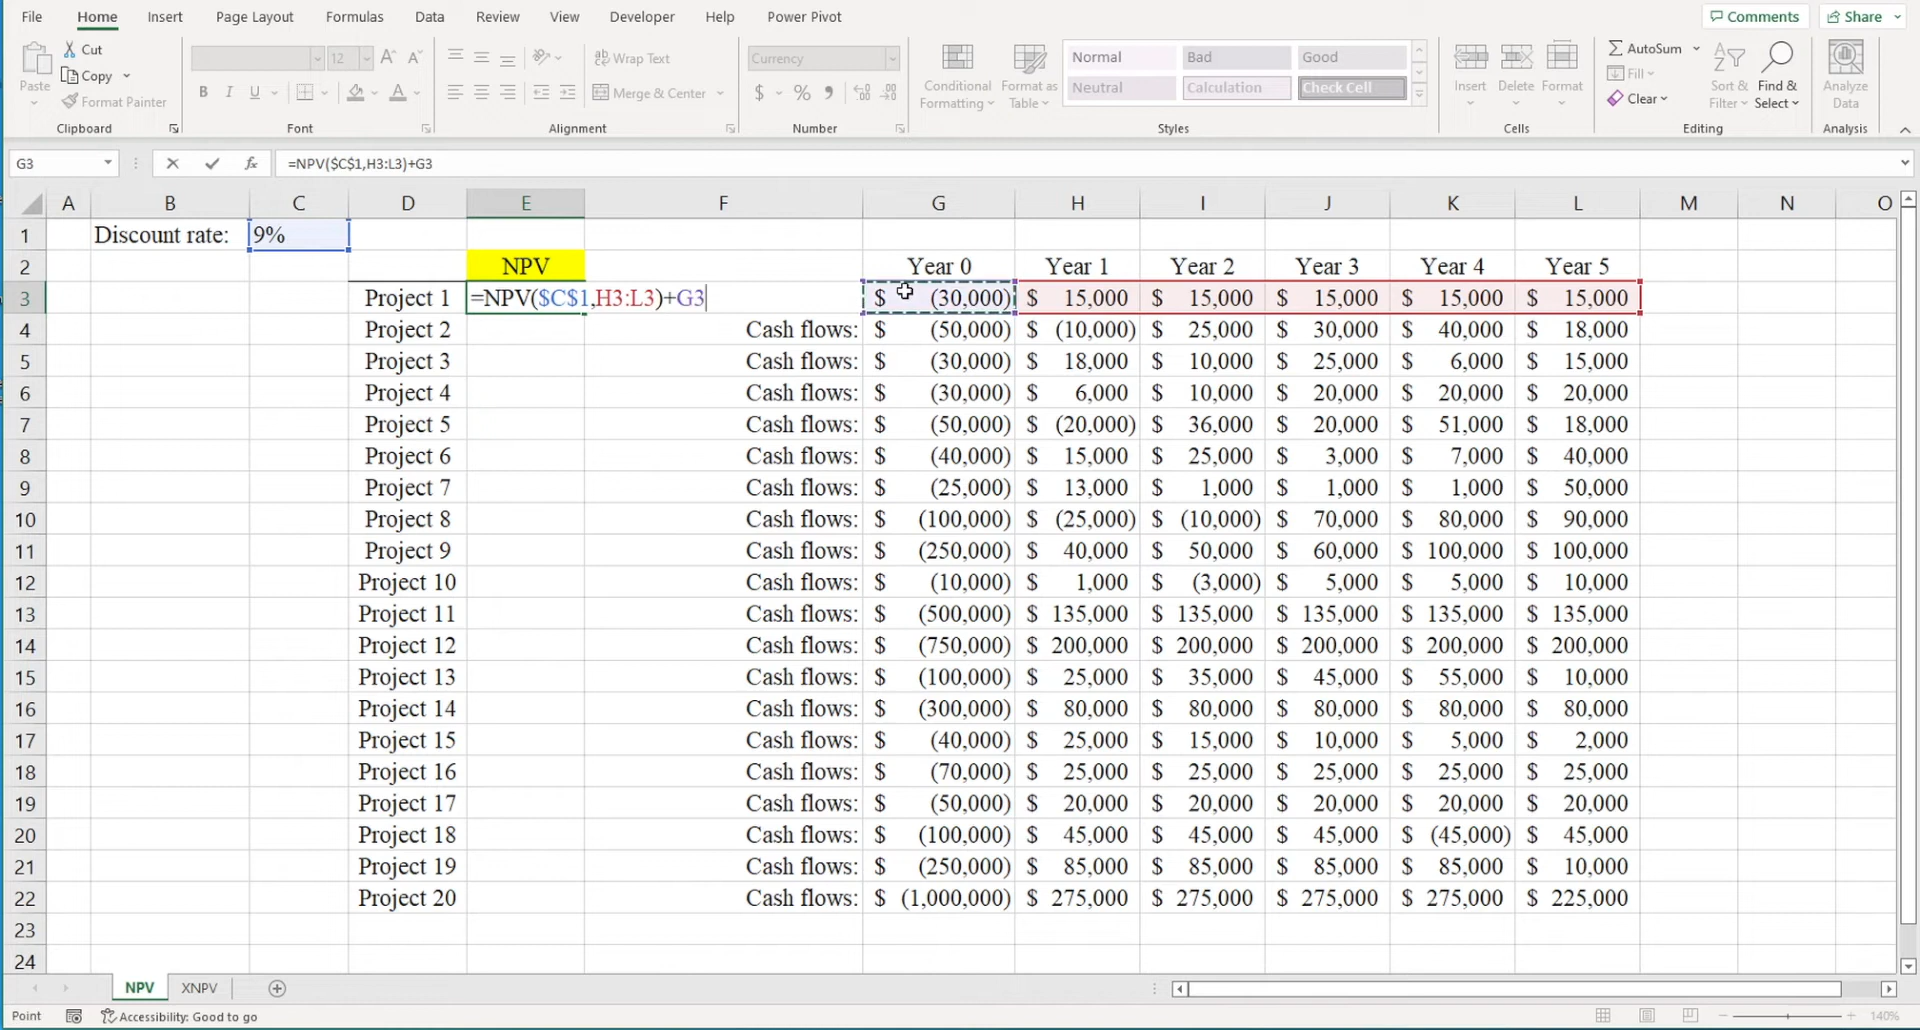 File Home Insert Page Layout Formulas Data Review View Developer Help Power Pivot Comments Share
Cut 12 A^ Aˇ ab Wrap Text Currency Normal Bad Good AutoSum
Paste Copy Conditional Formatting Format as Table Neutral Calculation Check Cell Insert Delete Format Fill Sort & Filter Find & Select Analyze Data
Format Painter B I U A Merge & Center $ % 9 Clear
Clipboard Font Alignment Number Styles Cells Editing Analysis
G3 fx =NPV($C$1,H3:L3)+G3
A B C D E F G H I J K L M N O
1 Discount rate: 9%
2 NPV Year 0 Year 1 Year 2 Year 3 Year 4 Year 5
3 Project 1 =NPV($C$1,H3:L3)+G3 $ (30,000) $ 15,000 $ 15,000 $ 15,000 $ 15,000 $ 15,000
4 Project 2 Cash flows: $ (50,000) $ (10,000) $ 25,000 $ 30,000 $ 40,000 $ 18,000
5 Project 3 Cash flows: $ (30,000) $ 18,000 $ 10,000 $ 25,000 $ 6,000 $ 15,000
6 Project 4 Cash flows: $ (30,000) $ 6,000 $ 10,000 $ 20,000 $ 20,000 $ 20,000
7 Project 5 Cash flows: $ (50,000) $ (20,000) $ 36,000 $ 20,000 $ 51,000 $ 18,000
8 Project 6 Cash flows: $ (40,000) $ 15,000 $ 25,000 $ 3,000 $ 7,000 $ 40,000
9 Project 7 Cash flows: $ (25,000) $ 13,000 $ 1,000 $ 1,000 $ 1,000 $ 50,000
10 Project 8 Cash flows: $ (100,000) $ (25,000) $ (10,000) $ 70,000 $ 80,000 $ 90,000
11 Project 9 Cash flows: $ (250,000) $ 40,000 $ 50,000 $ 60,000 $ 100,000 $ 100,000
12 Project 10 Cash flows: $ (10,000) $ 1,000 $ (3,000) $ 5,000 $ 5,000 $ 10,000
13 Project 11 Cash flows: $ (500,000) $ 135,000 $ 135,000 $ 135,000 $ 135,000 $ 135,000
14 Project 12 Cash flows: $ (750,000) $ 200,000 $ 200,000 $ 200,000 $ 200,000 $ 200,000
15 Project 13 Cash flows: $ (100,000) $ 25,000 $ 35,000 $ 45,000 $ 55,000 $ 10,000
16 Project 14 Cash flows: $ (300,000) $ 80,000 $ 80,000 $ 80,000 $ 80,000 $ 80,000
17 Project 15 Cash flows: $ (40,000) $ 25,000 $ 15,000 $ 10,000 $ 5,000 $ 2,000
18 Project 16 Cash flows: $ (70,000) $ 25,000 $ 25,000 $ 25,000 $ 25,000 $ 25,000
19 Project 17 Cash flows: $ (50,000) $ 20,000 $ 20,000 $ 20,000 $ 20,000 $ 20,000
20 Project 18 Cash flows: $ (100,000) $ 45,000 $ 45,000 $ 45,000 $ (45,000) $ 45,000
21 Project 19 Cash flows: $ (250,000) $ 85,000 $ 85,000 $ 85,000 $ 85,000 $ 10,000
22 Project 20 Cash flows: $ (1,000,000) $ 275,000 $ 275,000 $ 275,000 $ 275,000 $ 225,000
23
24
NPV XNPV
Point Accessibility: Good to go 140%